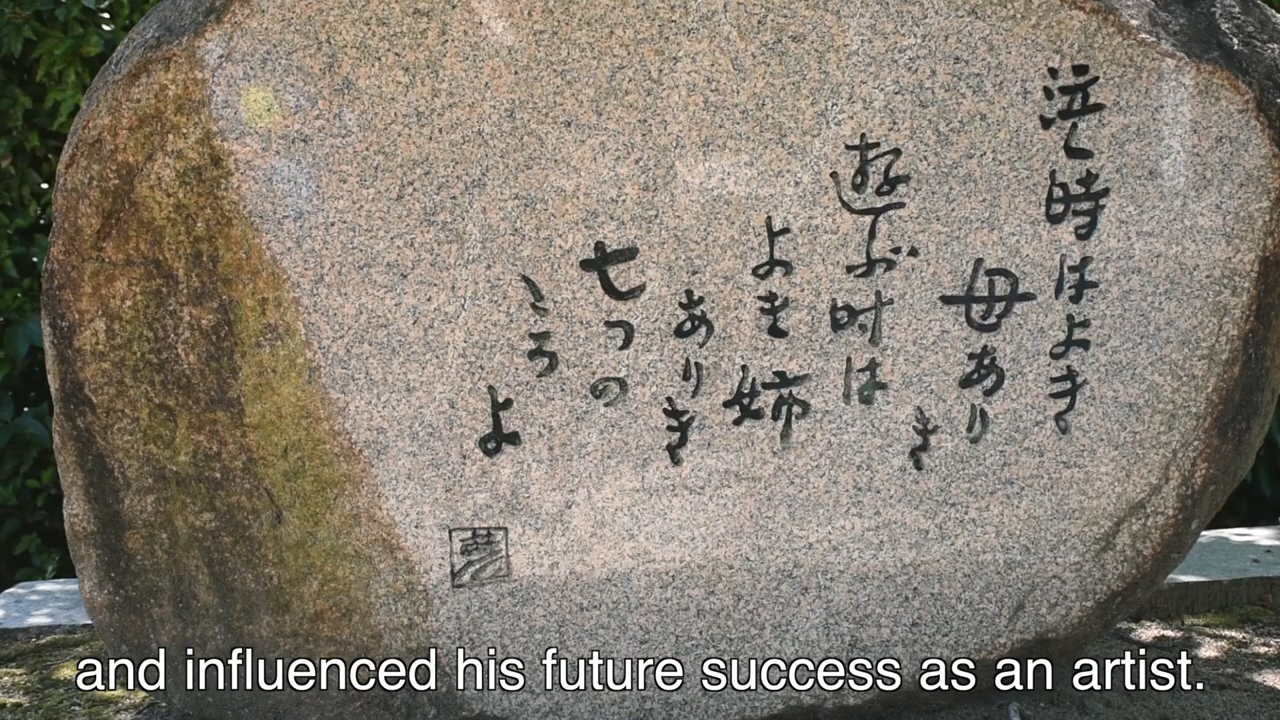 泣く時はよき
母あり
き
遊ぶ時は
よき姉
ありき
七つの
ころ
よ
夢
and influenced his future success as an artist.